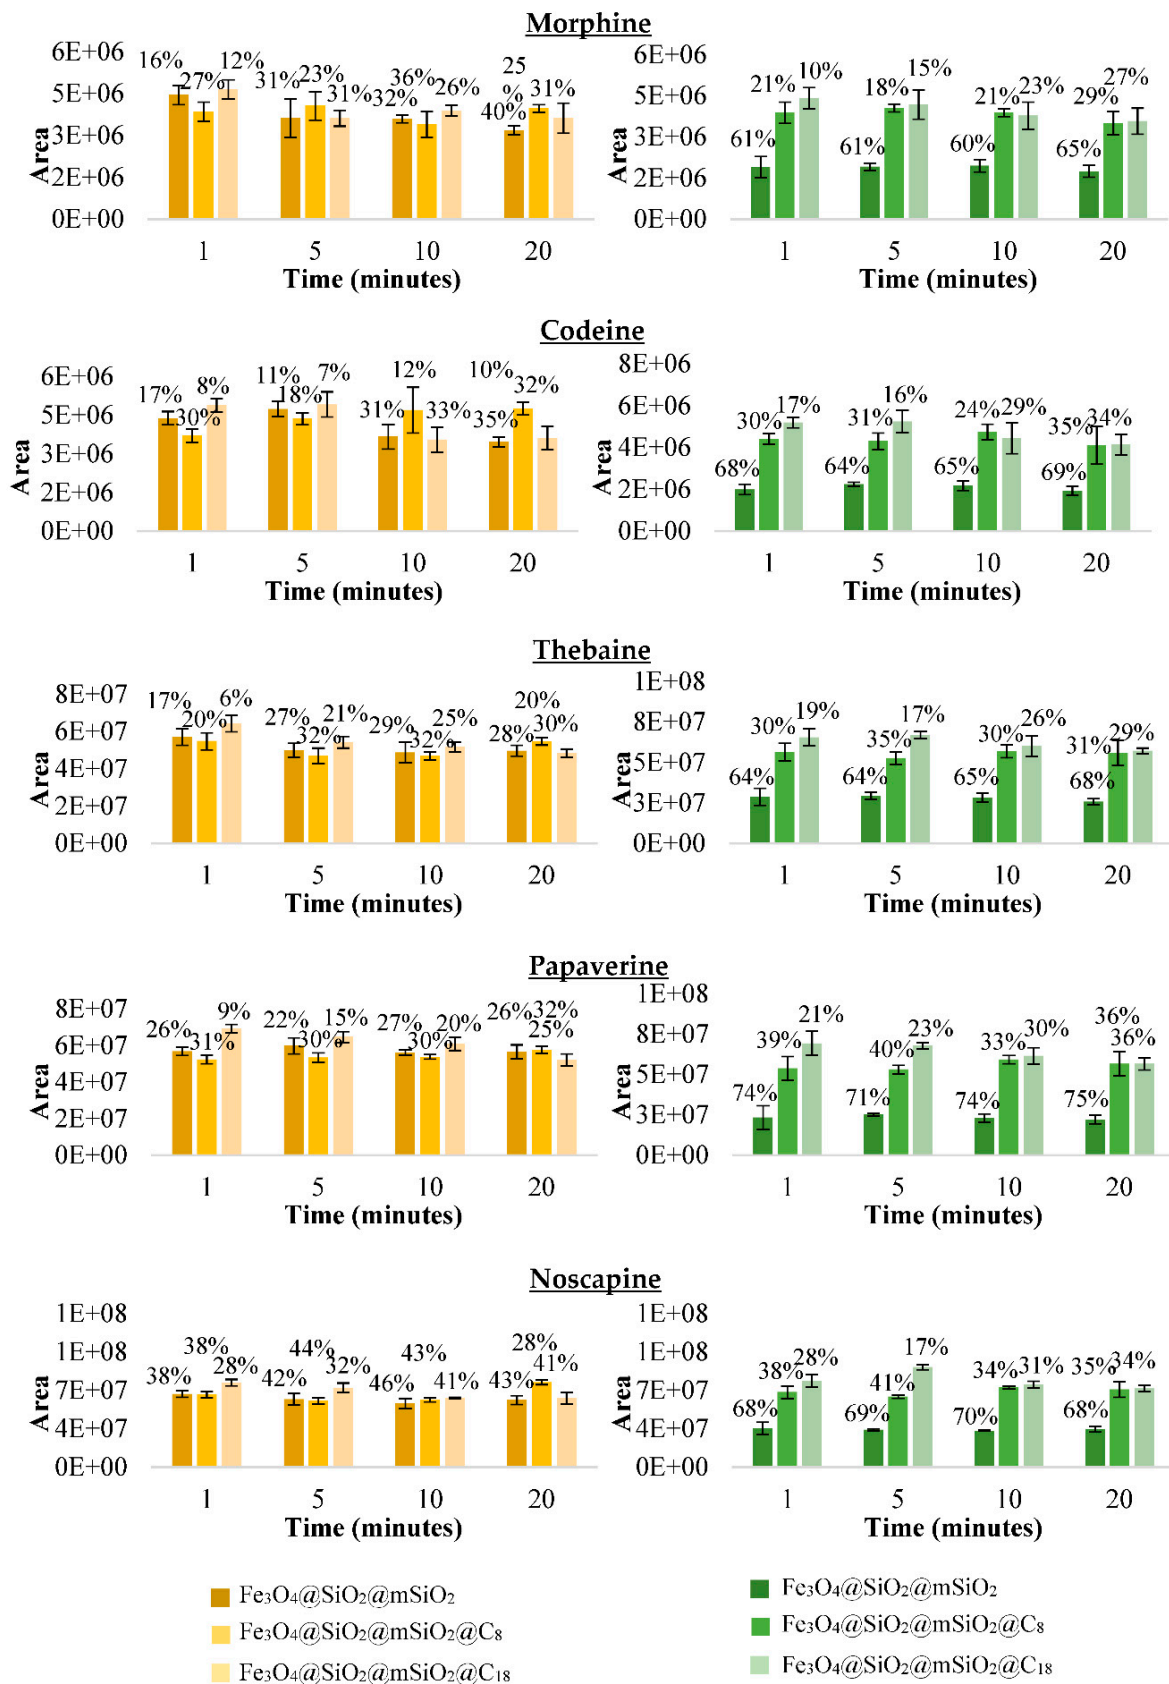 Morphine
6E+06
5E+06
3E+06
2E+06
0E+00
Area
16% 27% 12% 31% 23% 31% 32% 36% 26% 40% 25 % 31%
1 5 10 20
Time (minutes)
6E+06
5E+06
3E+06
2E+06
0E+00
Area
61% 21% 10% 61% 18% 15% 60% 21% 23% 65% 29% 27%
1 5 10 20
Time (minutes)
Codeine
6E+06
5E+06
3E+06
2E+06
0E+00
Area
17% 30% 8% 11% 18% 7% 31% 12% 33% 35% 10% 32%
1 5 10 20
Time (minutes)
8E+06
6E+06
4E+06
2E+06
0E+00
Area
68% 30% 17% 64% 31% 16% 65% 24% 29% 69% 35% 34%
1 5 10 20
Time (minutes)
Thebaine
8E+07
6E+07
4E+07
2E+07
0E+00
Area
17% 20% 6% 27% 32% 21% 29% 32% 25% 28% 20% 30%
1 5 10 20
Time (minutes)
1E+08
8E+07
5E+07
3E+07
0E+00
Area
64% 30% 19% 64% 35% 17% 65% 30% 26% 68% 31% 29%
1 5 10 20
Time (minutes)
Papaverine
8E+07
6E+07
4E+07
2E+07
0E+00
Area
26% 31% 9% 22% 30% 15% 27% 30% 20% 26% 25% 32%
1 5 10 20
Time (minutes)
1E+08
8E+07
5E+07
3E+07
0E+00
Area
74% 39% 21% 71% 40% 23% 74% 33% 30% 75% 36% 36%
1 5 10 20
Time (minutes)
Noscapine
1E+08
1E+08
7E+07
4E+07
0E+00
Area
38% 38% 28% 42% 44% 32% 46% 43% 41% 43% 28% 41%
1 5 10 20
Time (minutes)
1E+08
1E+08
7E+07
4E+07
0E+00
Area
68% 38% 28% 69% 41% 17% 70% 34% 31% 68% 35% 34%
1 5 10 20
Time (minutes)
Fe₃O₄@SiO₂@mSiO₂
Fe₃O₄@SiO₂@mSiO₂@C₈
Fe₃O₄@SiO₂@mSiO₂@C₁₈
Fe₃O₄@SiO₂@mSiO₂
Fe₃O₄@SiO₂@mSiO₂@C₈
Fe₃O₄@SiO₂@mSiO₂@C₁₈